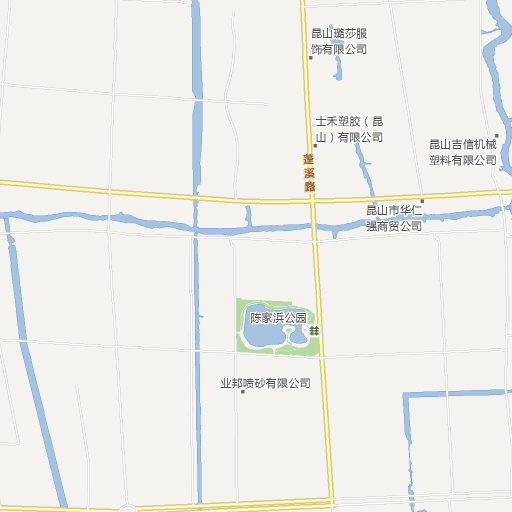 昆山璐莎服
饰有限公司
士禾塑胶（昆
山）有限公司
昆山吉信机械
塑料有限公司
蓬溪路
昆山市华仁
强商贸公司
陈家浜公园
业邦喷砂有限公司